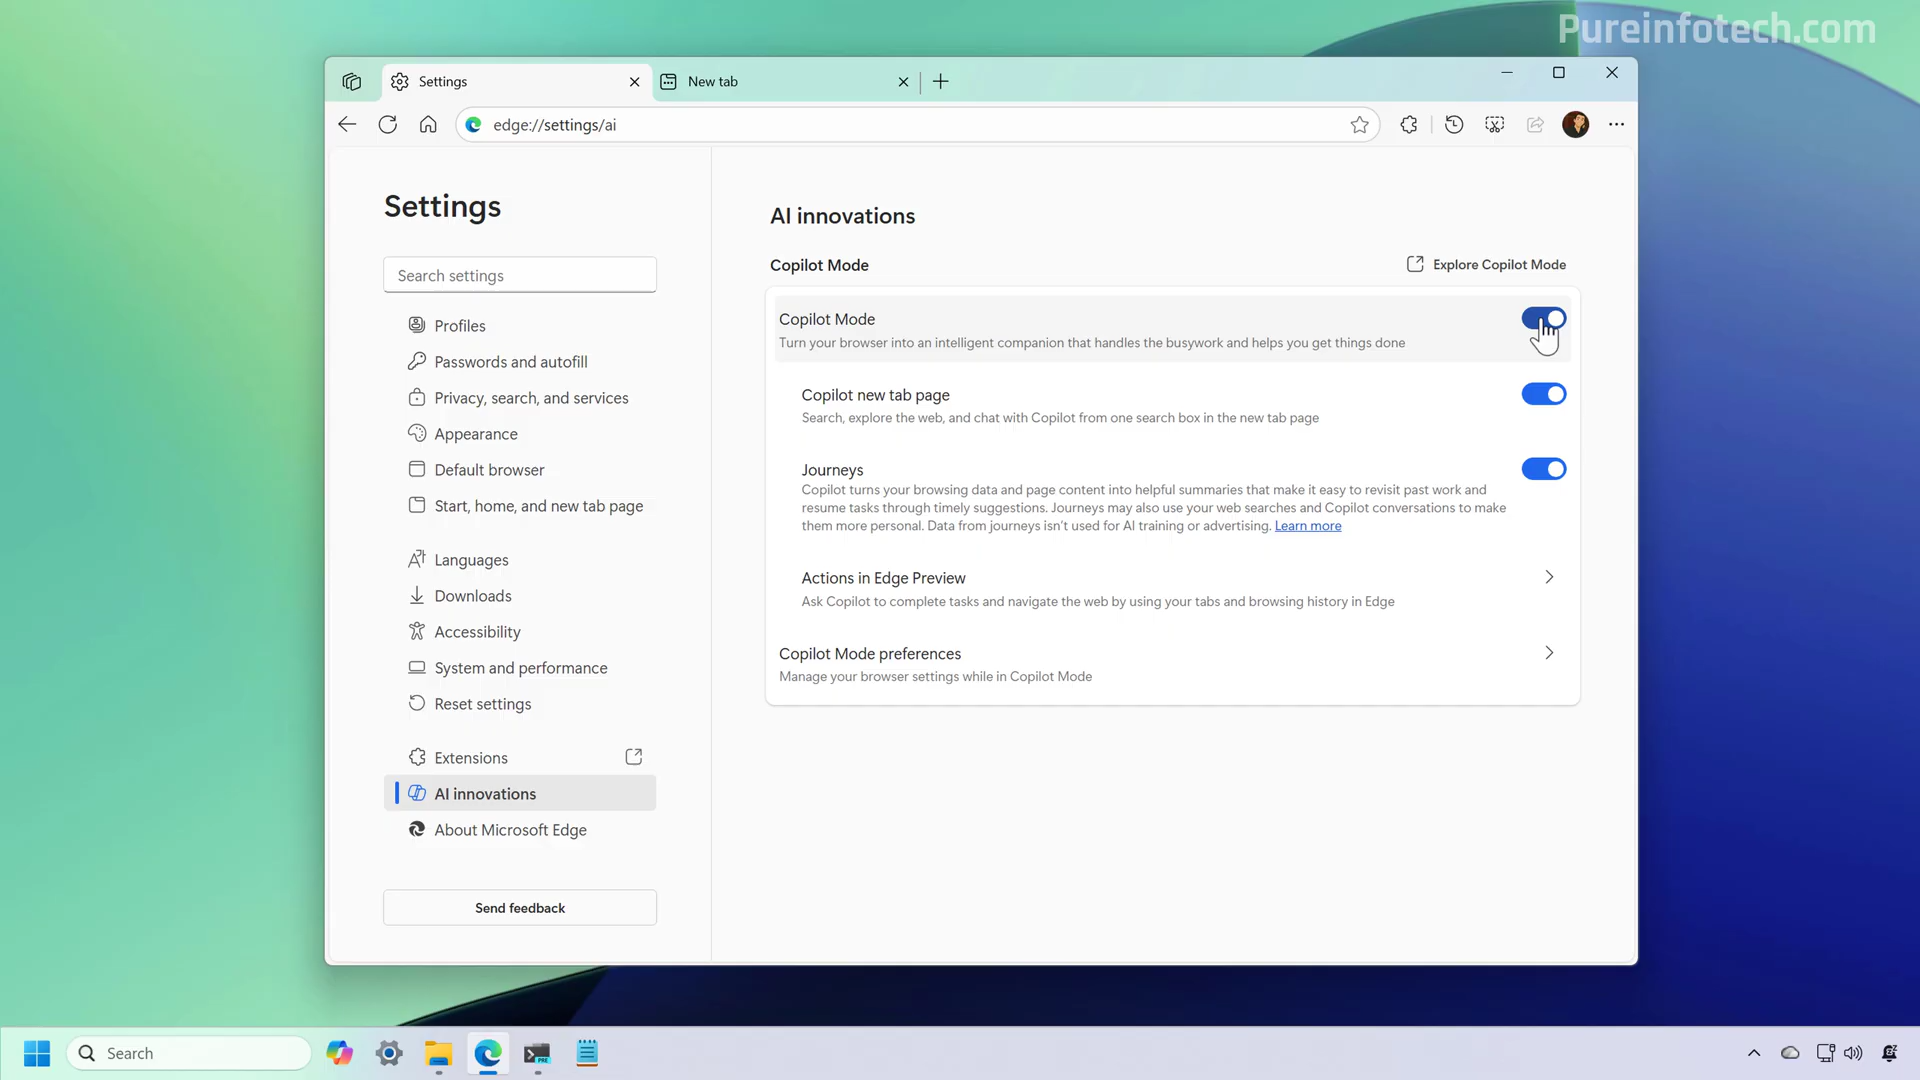 Pureinfotech.com
Settings
New tab
edge://settings/ai
Settings
Search settings
Profiles
Passwords and autofill
Privacy, search, and services
Appearance
Default browser
Start, home, and new tab page
Languages
Downloads
Accessibility
System and performance
Reset settings
Extensions
AI innovations
About Microsoft Edge
Send feedback
AI innovations
Copilot Mode
Explore Copilot Mode
Copilot Mode
Turn your browser into an intelligent companion that handles the busywork and helps you get things done
Copilot new tab page
Search, explore the web, and chat with Copilot from one search box in the new tab page
Journeys
Copilot turns your browsing data and page content into helpful summaries that make it easy to revisit past work and
resume tasks through timely suggestions. Journeys may also use your web searches and Copilot conversations to make
them more personal. Data from journeys isn't used for AI training or advertising. Learn more
Actions in Edge Preview
Ask Copilot to complete tasks and navigate the web by using your tabs and browsing history in Edge
Copilot Mode preferences
Manage your browser settings while in Copilot Mode
Search
PRE